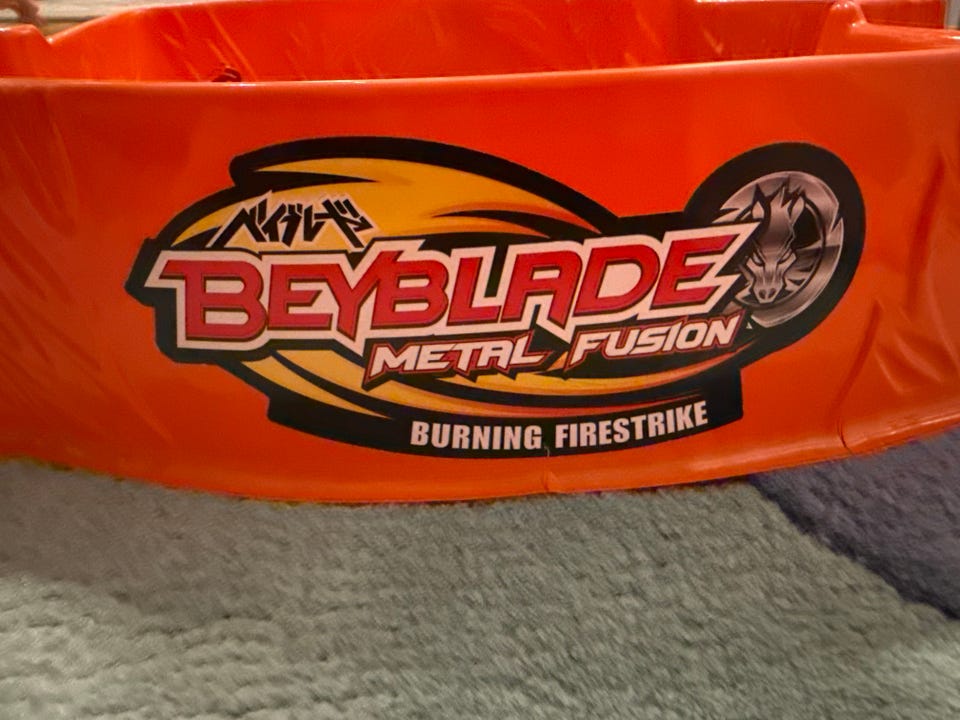 ベイブレード
BEYBLADE
METAL FUSION
BURNING FIRESTRIKE